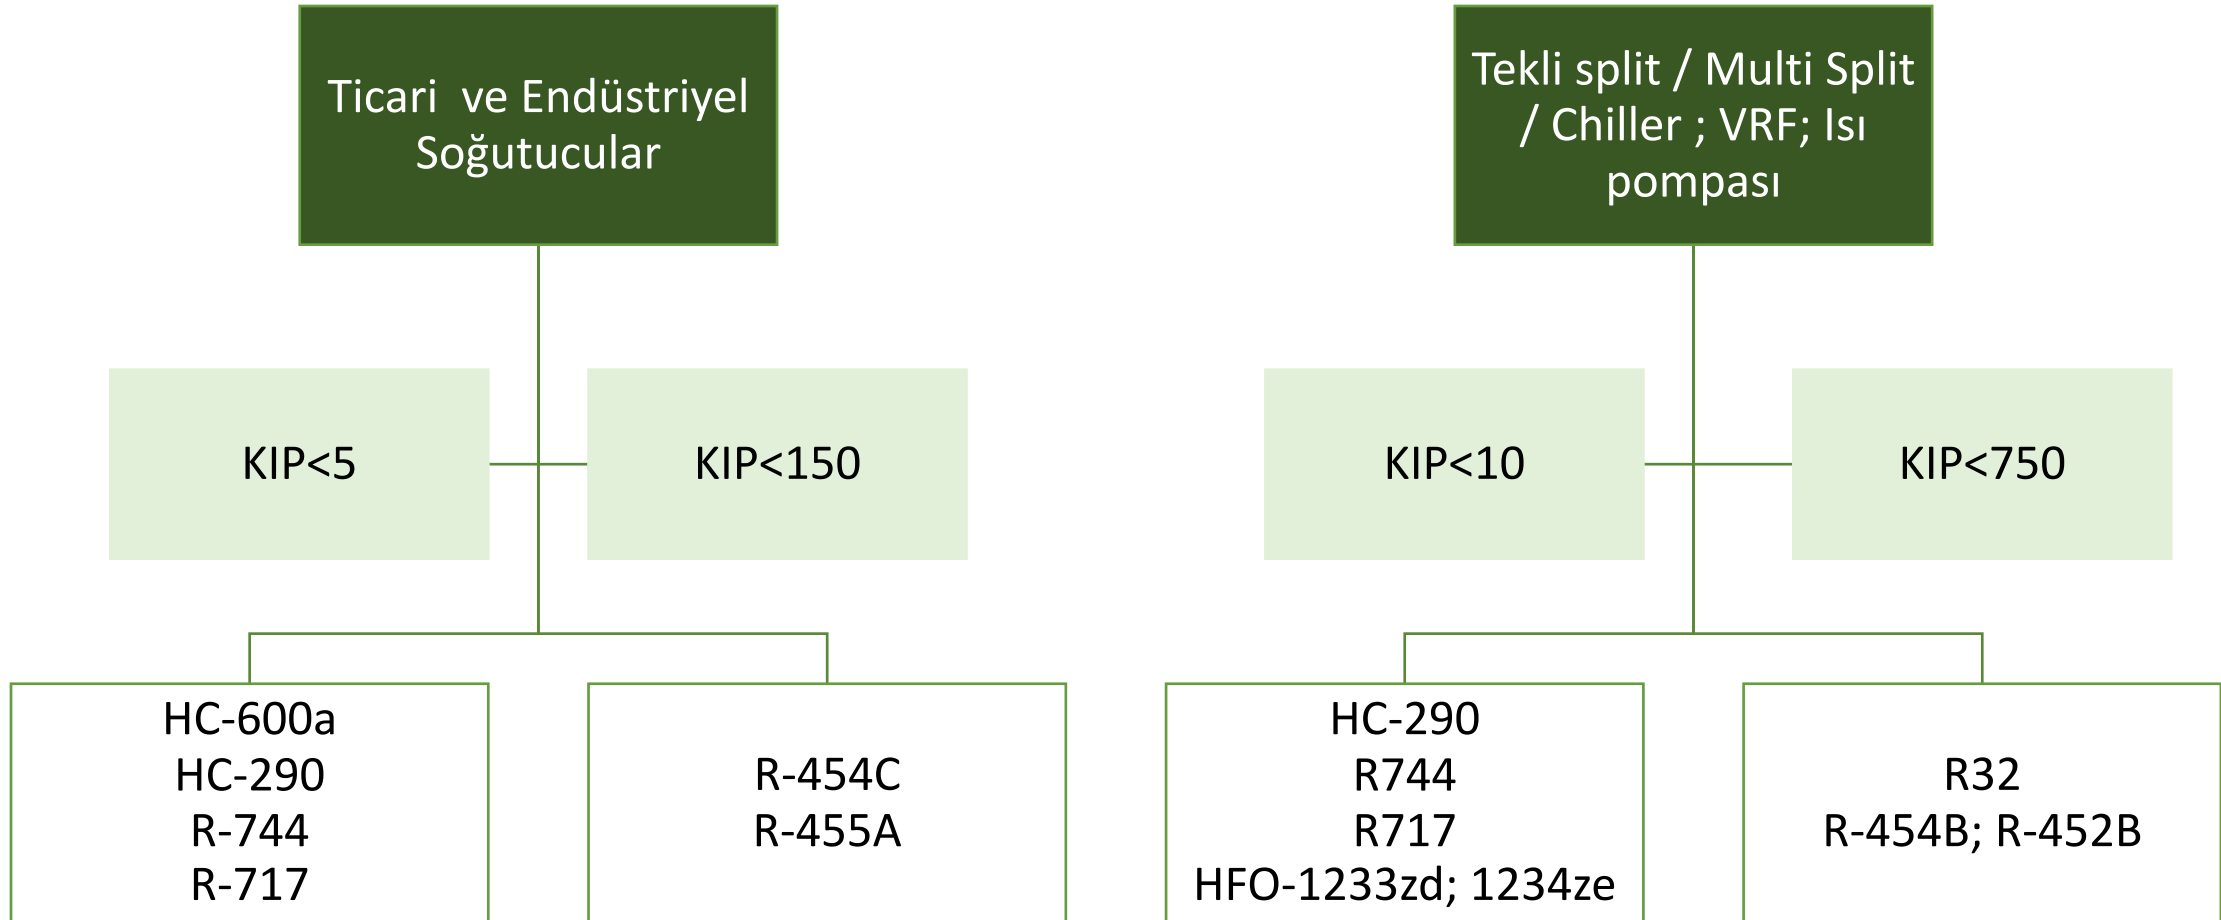 Ticari  ve Endüstriyel
Soğutucular
KIP<5
KIP<150
HC-600a
HC-290
R-744
R-717
R-454C
R-455A
Tekli split / Multi Split
/ Chiller ; VRF; Isı
pompası
KIP<10
KIP<750
HC-290
R744
R717
HFO-1233zd; 1234ze
R32
R-454B; R-452B